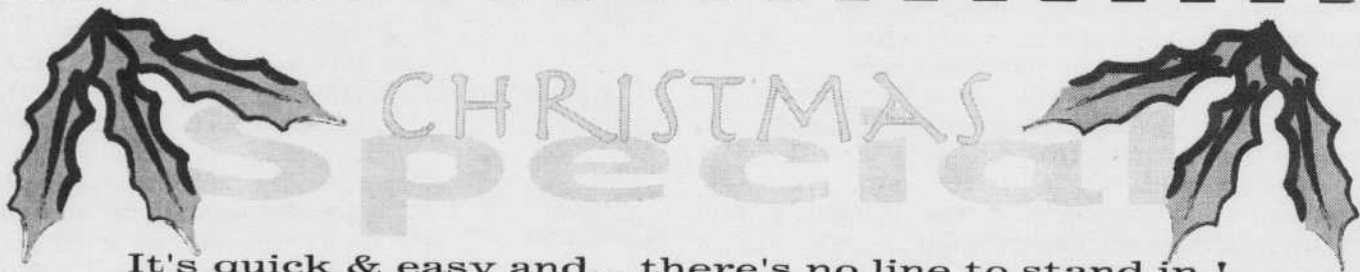 CHRISTMAS
Special
It's quick & easy and... there's no line to stand in !